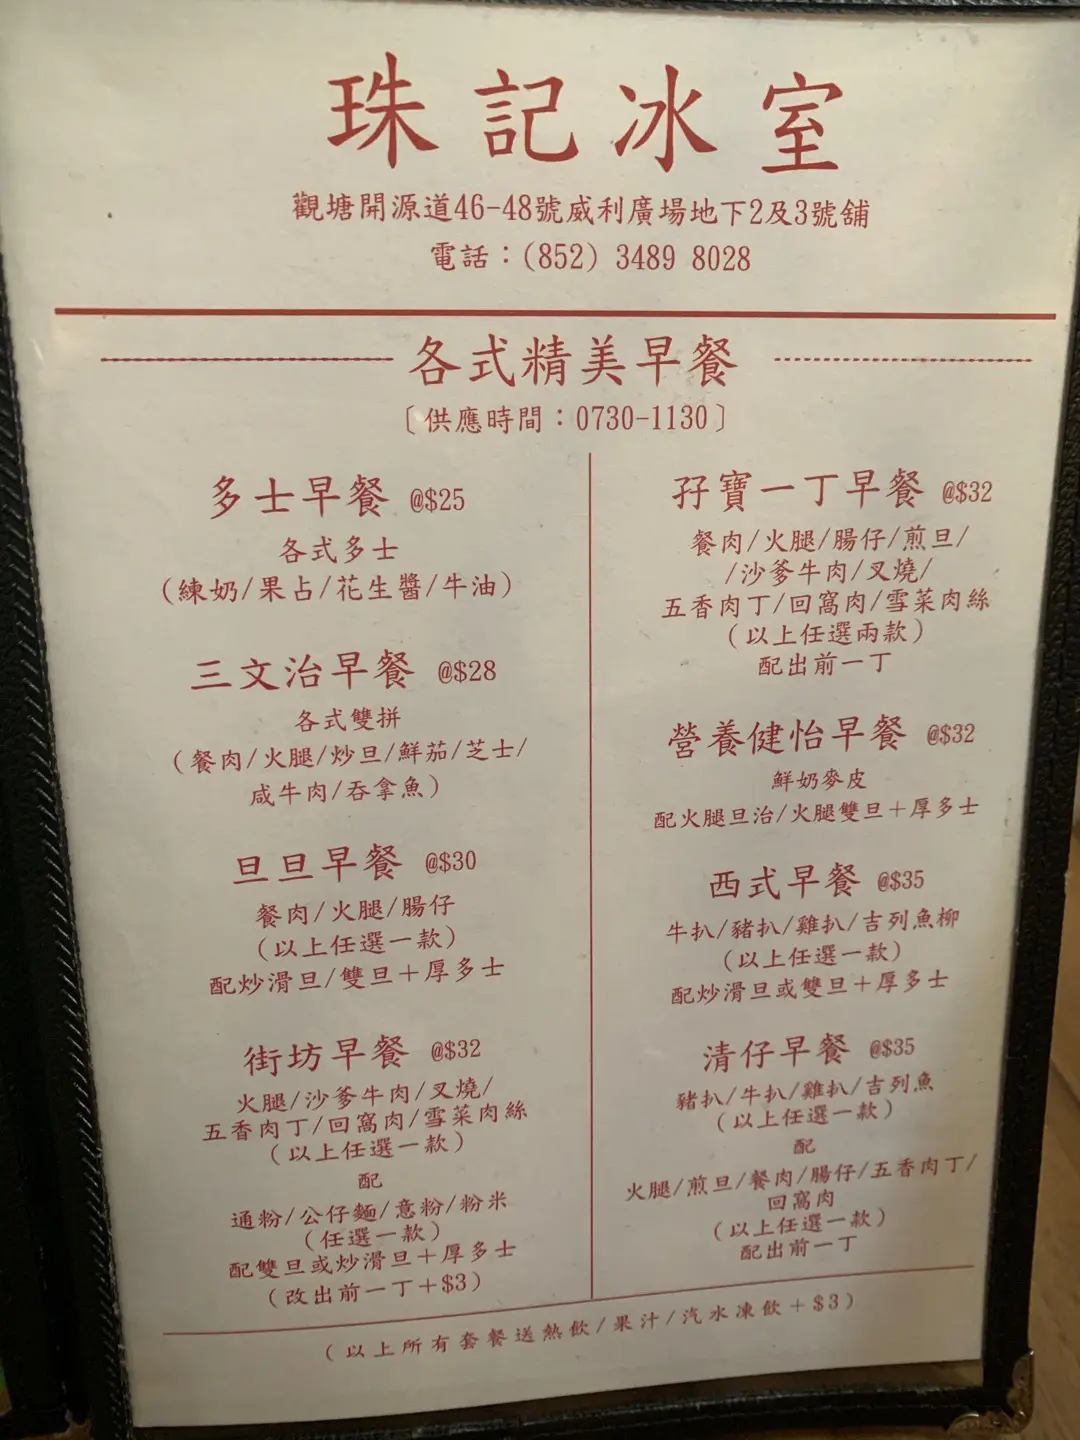 珠記冰室
觀塘開源道46-48號威利廣場地下2及3號舖
電話：(852) 3489 8028
各式精美早餐
〔供應時間：0730-1130〕
多士早餐 @$25
各式多士
（練奶/果占/花生醬/牛油）
三文治早餐 @$28
各式雙拼
（餐肉/火腿/炒旦/鮮茄/芝士/
咸牛肉/吞拿魚）
旦旦早餐 @$30
餐肉/火腿/腸仔
（以上任選一款）
配炒滑旦/雙旦＋厚多士
街坊早餐 @$32
火腿/沙爹牛肉/叉燒/
五香肉丁/回窩肉/雪菜肉絲
（以上任選一款）
配
通粉/公仔麵/意粉/粉米
（任選一款）
配雙旦或炒滑旦＋厚多士
（改出前一丁＋$3）
孖寶一丁早餐 @$32
餐肉/火腿/腸仔/煎旦/
/沙爹牛肉/叉燒/
五香肉丁/回窩肉/雪菜肉絲
（以上任選兩款）
配出前一丁
營養健怡早餐 @$32
鮮奶麥皮
配火腿旦治/火腿雙旦＋厚多士
西式早餐 @$35
牛扒/豬扒/雞扒/吉列魚柳
（以上任選一款）
配炒滑旦或雙旦＋厚多士
清仔早餐 @$35
豬扒/牛扒/雞扒/吉列魚
（以上任選一款）
配
火腿/煎旦/餐肉/腸仔/五香肉丁/
回窩肉
（以上任選一款）
配出前一丁
（以上所有套餐送熱飲/果汁/汽水凍飲＋$3）